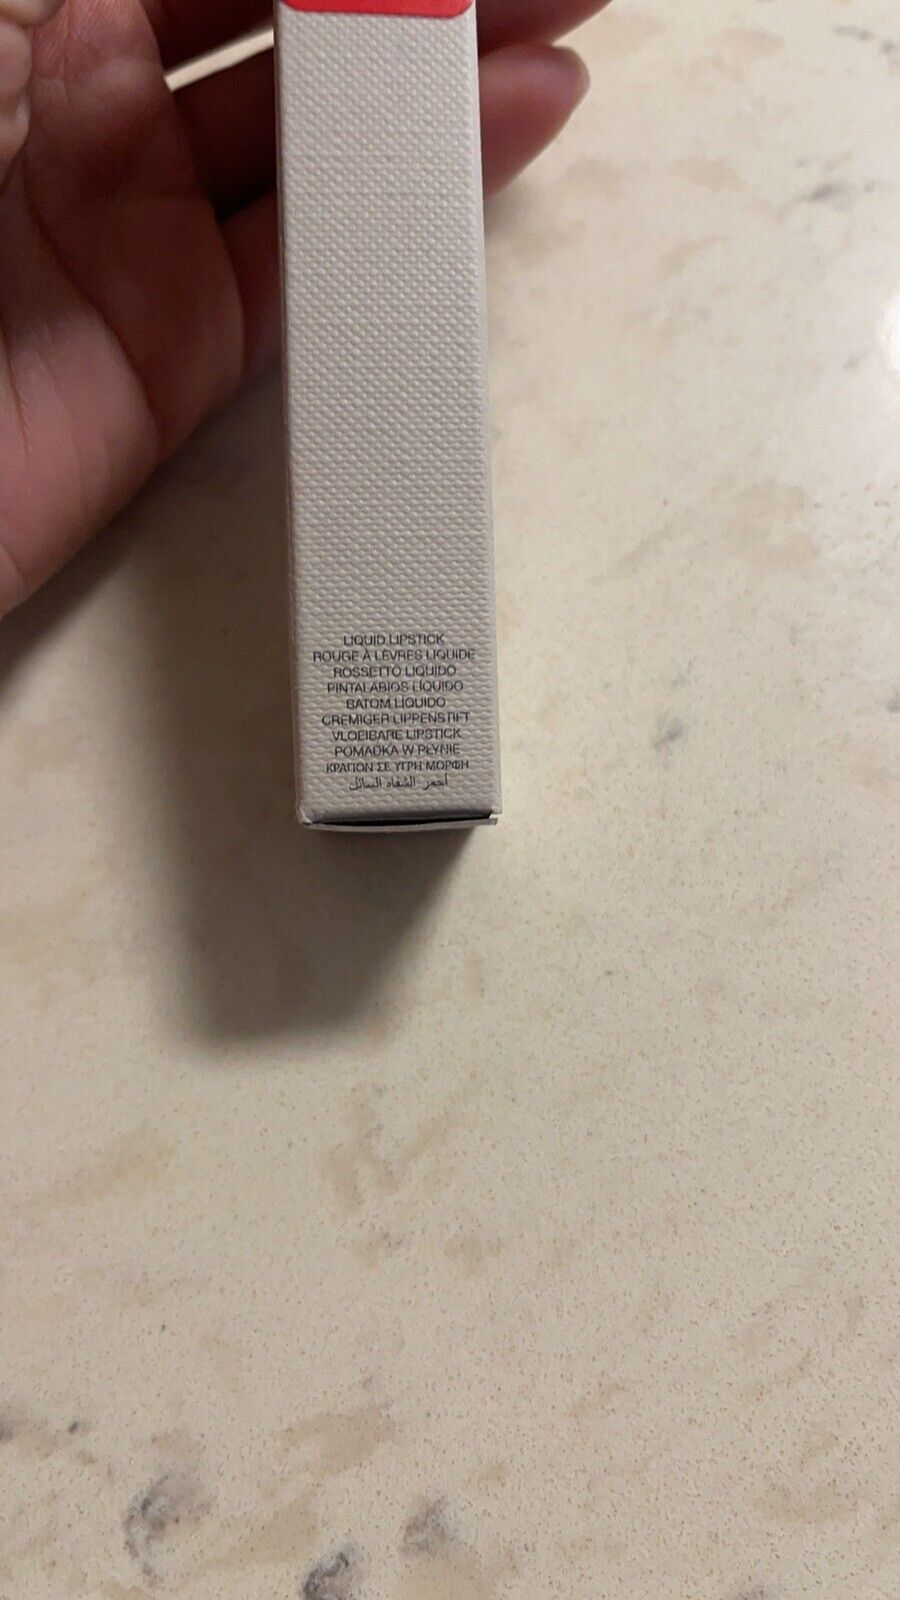 LIQUID LIPSTICK
ROUGE À LÈVRES LIQUIDE
ROSSETTO LIQUIDO
PINTALABIOS LÍQUIDO
BATOM LÍQUIDO
CREMIGER LIPPENSTIFT
VLOEIBARE LIPSTICK
POMADKA W PŁYNIE
ΚΡΑΓΙΟΝ ΣΕ ΥΓΡΗ ΜΟΡΦΗ
أحمر الشفاه السائل